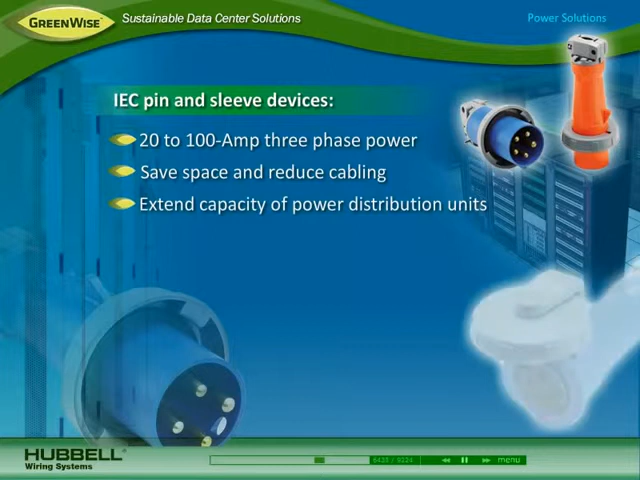 GREENWISE
Sustainable Data Center Solutions
Power Solutions
IEC pin and sleeve devices:
20 to 100-Amp three phase power
Save space and reduce cabling
Extend capacity of power distribution units
HUBBELL
Wiring Systems
menu